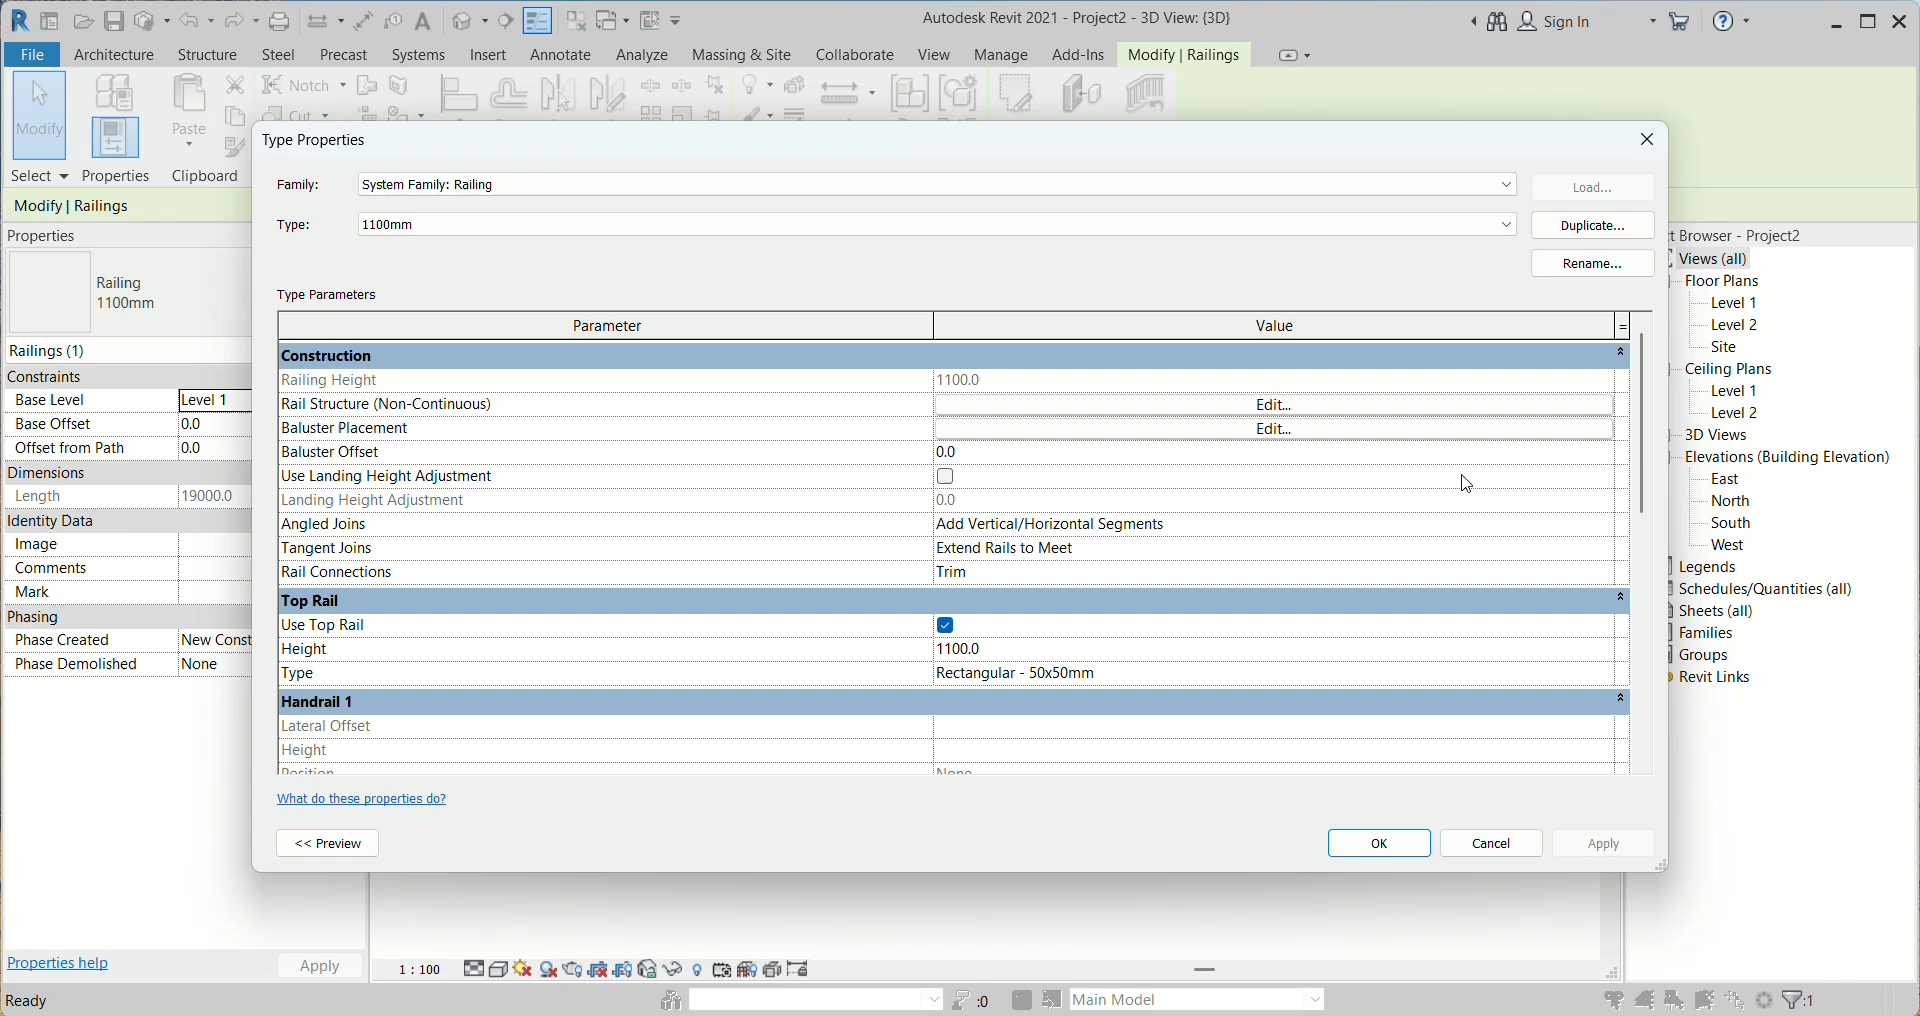 Autodesk Revit 2021 - Project2 - 3D View: {3D}
Sign In
File
Architecture
Structure
Steel
Precast
Systems
Insert
Annotate
Analyze
Massing & Site
Collaborate
View
Manage
Add-Ins
Modify | Railings
Modify
Paste
Notch
Cut
Select
Properties
Clipboard
Modify | Railings
Properties
Railing
1100mm
Railings (1)
Constraints
Base Level Level 1
Base Offset 0.0
Offset from Path 0.0
Dimensions
Length 19000.0
Identity Data
Image
Comments
Mark
Phasing
Phase Created New Const
Phase Demolished None
Properties help
Apply
Type Properties
Family: System Family: Railing
Load...
Type: 1100mm
Duplicate...
Rename...
Type Parameters
Parameter Value =
Construction
Railing Height 1100.0
Rail Structure (Non-Continuous) Edit...
Baluster Placement Edit...
Baluster Offset 0.0
Use Landing Height Adjustment
Landing Height Adjustment 0.0
Angled Joins Add Vertical/Horizontal Segments
Tangent Joins Extend Rails to Meet
Rail Connections Trim
Top Rail
Use Top Rail
Height 1100.0
Type Rectangular - 50x50mm
Handrail 1
Lateral Offset
Height
Position None
What do these properties do?
<< Preview
OK
Cancel
Apply
t Browser - Project2
Views (all)
Floor Plans
Level 1
Level 2
Site
Ceiling Plans
Level 1
Level 2
3D Views
Elevations (Building Elevation)
East
North
South
West
Legends
Schedules/Quantities (all)
Sheets (all)
Families
Groups
Revit Links
1 : 100
Ready
:0
Main Model
:1